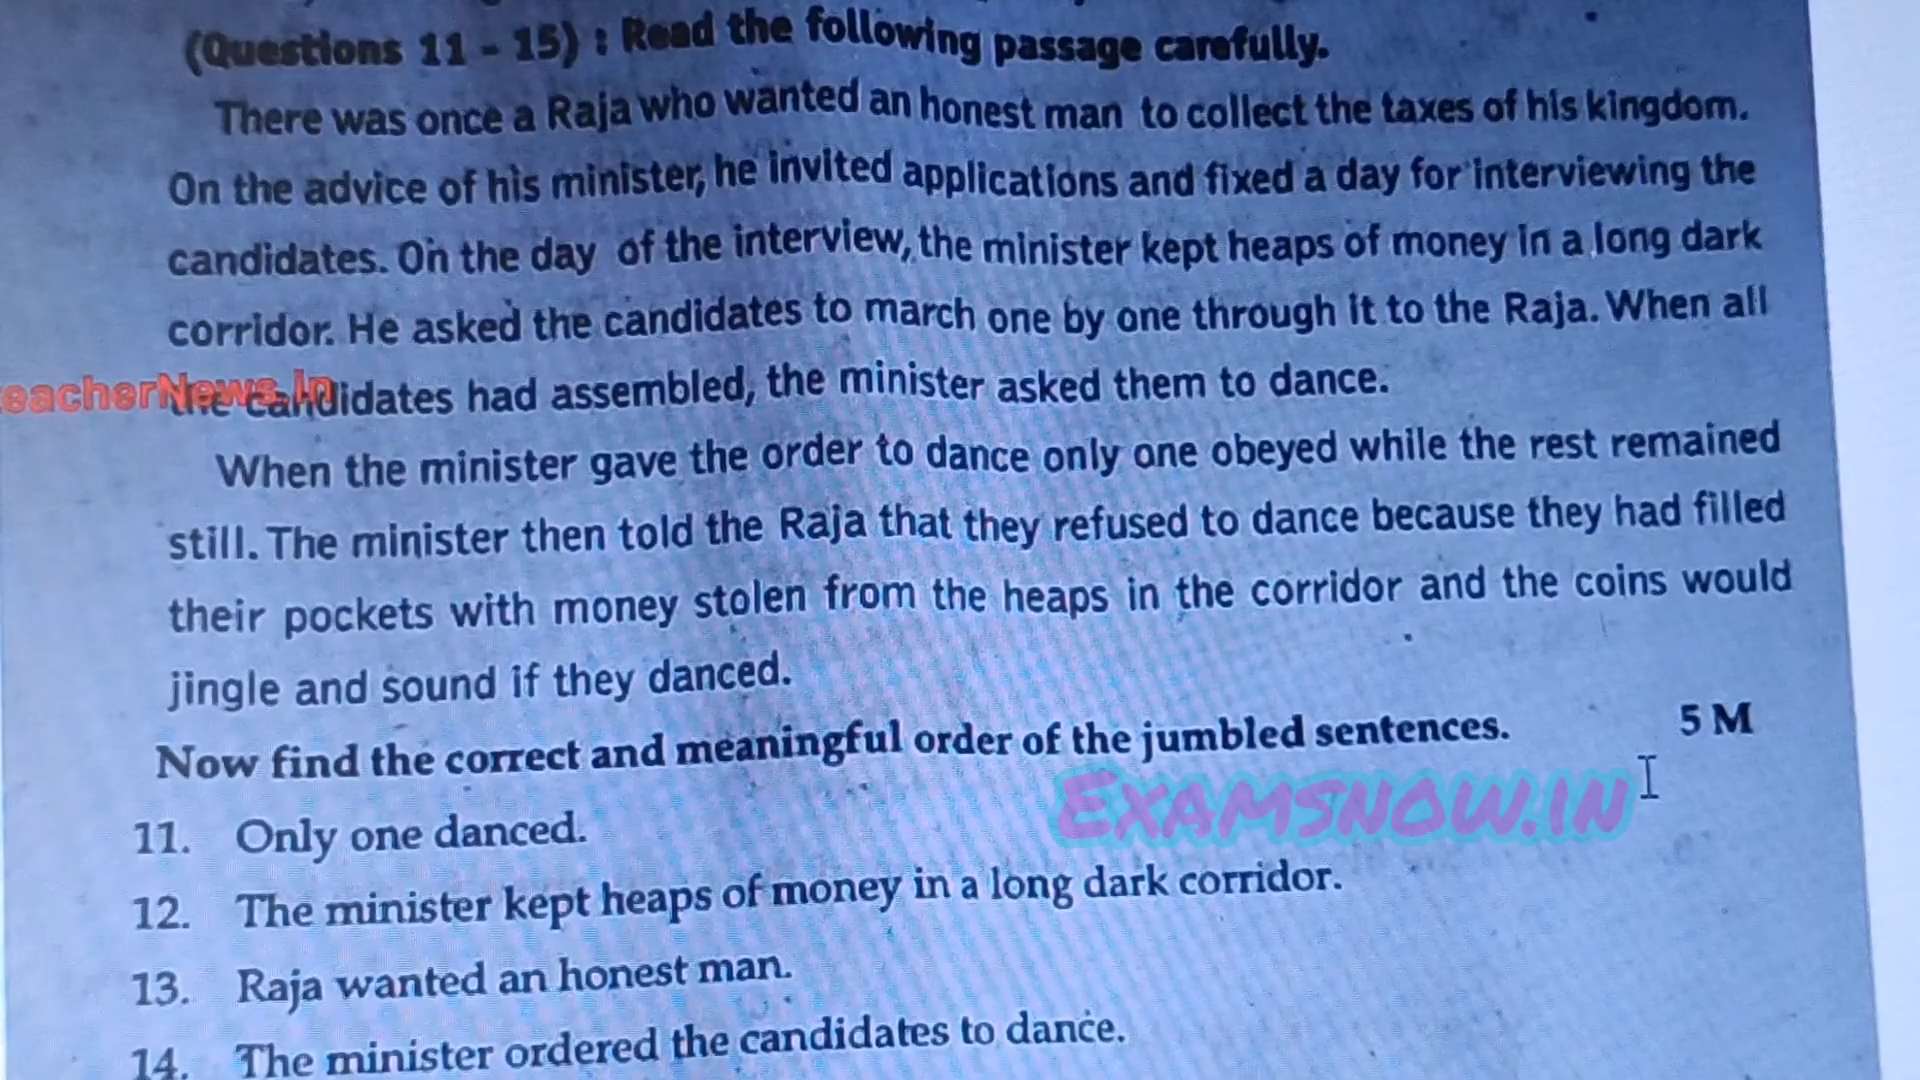 (Questions 11 - 15) : Read the following passage carefully.
There was once a Raja who wanted an honest man to collect the taxes of his kingdom.
On the advice of his minister, he invited applications and fixed a day for interviewing the
candidates. On the day of the interview, the minister kept heaps of money in a long dark
corridor. He asked the candidates to march one by one through it to the Raja. When all
eacherNews.In
the candidates had assembled, the minister asked them to dance.
When the minister gave the order to dance only one obeyed while the rest remained
still. The minister then told the Raja that they refused to dance because they had filled
their pockets with money stolen from the heaps in the corridor and the coins would
jingle and sound if they danced.
Now find the correct and meaningful order of the jumbled sentences. 5 M
EXAMSNOW.IN
11. Only one danced.
12. The minister kept heaps of money in a long dark corridor.
13. Raja wanted an honest man.
14. The minister ordered the candidates to dance.